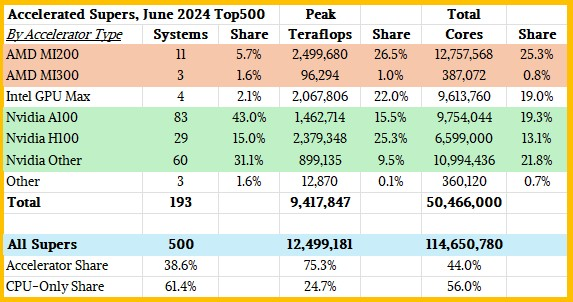 Accelerated Supers, June 2024 Top500 Peak Total
By Accelerator Type Systems Share Teraflops Share Cores Share
AMD MI200 11 5.7% 2,499,680 26.5% 12,757,568 25.3%
AMD MI300 3 1.6% 96,294 1.0% 387,072 0.8%
Intel GPU Max 4 2.1% 2,067,806 22.0% 9,613,760 19.0%
Nvidia A100 83 43.0% 1,462,714 15.5% 9,754,044 19.3%
Nvidia H100 29 15.0% 2,379,348 25.3% 6,599,000 13.1%
Nvidia Other 60 31.1% 899,135 9.5% 10,994,436 21.8%
Other 3 1.6% 12,870 0.1% 360,120 0.7%
Total 193 9,417,847 50,466,000
All Supers 500 12,499,181 114,650,780
Accelerator Share 38.6% 75.3% 44.0%
CPU-Only Share 61.4% 24.7% 56.0%